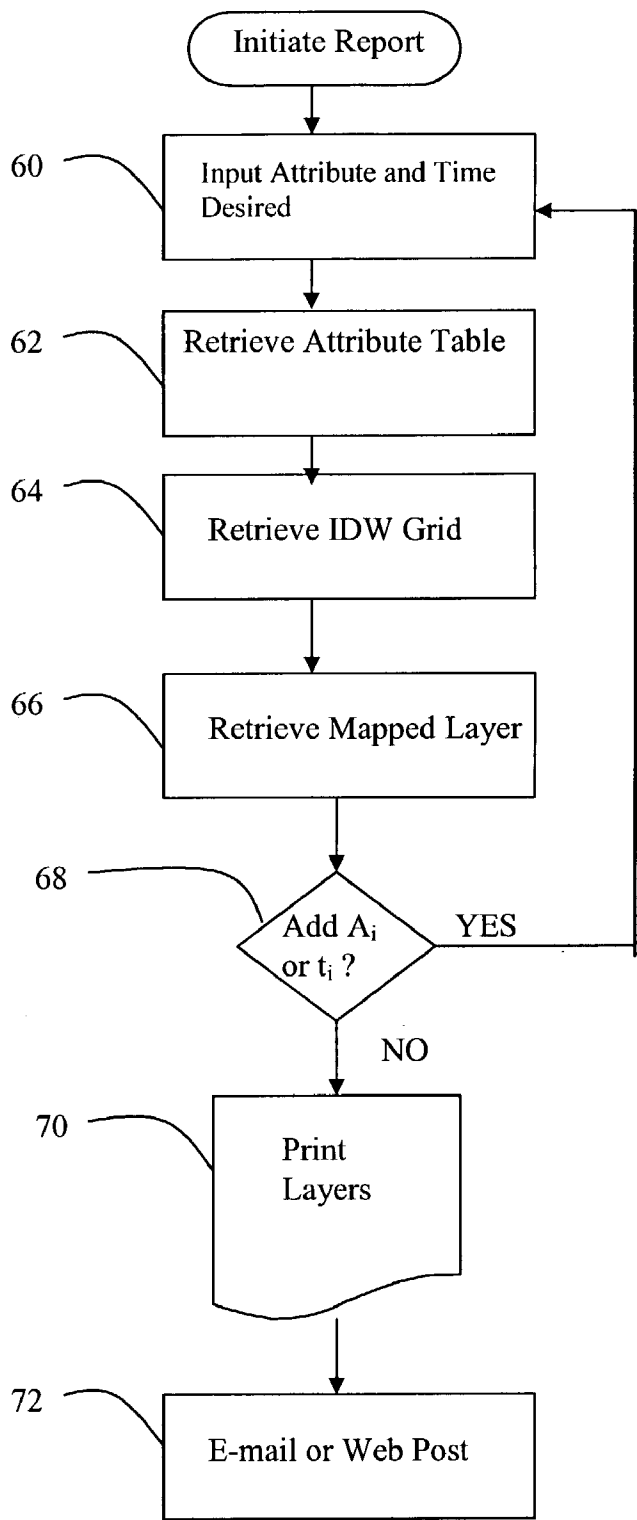 Initiate Report
60
Input Attribute and Time
Desired
62
Retrieve Attribute Table
64
Retrieve IDW Grid
66
Retrieve Mapped Layer
68
Add Aᵢ
or tᵢ ?
YES
NO
70
Print
Layers
72
E-mail or Web Post